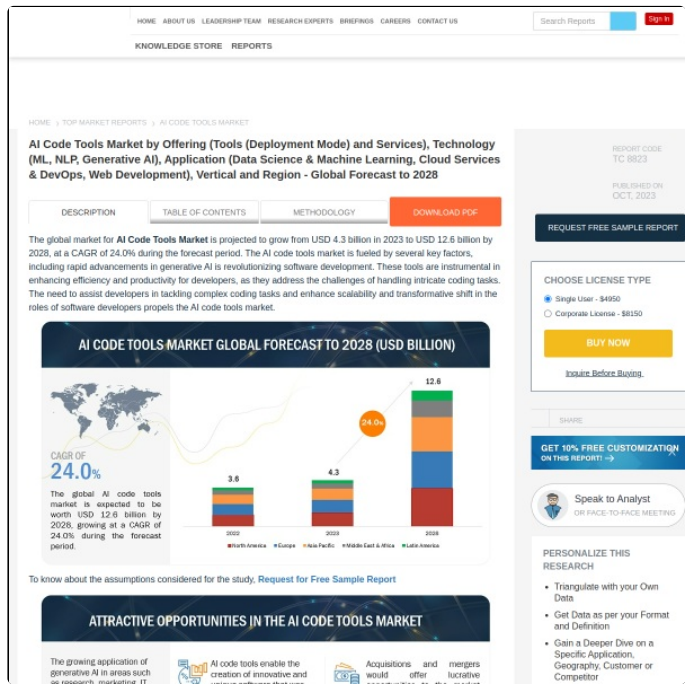 HOME ABOUT US LEADERSHIP TEAM RESEARCH EXPERTS BRIEFINGS CAREERS CONTACT US
Search Reports
Sign In
KNOWLEDGE STORE REPORTS
HOME › TOP MARKET REPORTS › AI CODE TOOLS MARKET
AI Code Tools Market by Offering (Tools (Deployment Mode) and Services), Technology
(ML, NLP, Generative AI), Application (Data Science & Machine Learning, Cloud Services
& DevOps, Web Development), Vertical and Region - Global Forecast to 2028
DESCRIPTION
TABLE OF CONTENTS
METHODOLOGY
DOWNLOAD PDF
The global market for AI Code Tools Market is projected to grow from USD 4.3 billion in 2023 to USD 12.6 billion by
2028, at a CAGR of 24.0% during the forecast period. The AI code tools market is fueled by several key factors,
including rapid advancements in generative AI is revolutionizing software development. These tools are instrumental in
enhancing efficiency and productivity for developers, as they address the challenges of handling intricate coding tasks.
The need to assist developers in tackling complex coding tasks and enhance scalability and transformative shift in the
roles of software developers propels the AI code tools market.
AI CODE TOOLS MARKET GLOBAL FORECAST TO 2028 (USD BILLION)
CAGR OF
24.0%
The global AI code tools
market is expected to be
worth USD 12.6 billion by
2028, growing at a CAGR of
24.0% during the forecast
period.
3.6
4.3
24.0%
12.6
2022
2023
2028
North America Europe Asia Pacific Middle East & Africa Latin America
To know about the assumptions considered for the study, Request for Free Sample Report
ATTRACTIVE OPPORTUNITIES IN THE AI CODE TOOLS MARKET
The growing application of
generative AI in areas such
as research, marketing, IT
AI code tools enable the
creation of innovative and
unique software that was
Acquisitions and mergers
would offer lucrative
opportunities to the market
REPORT CODE
TC 8823
PUBLISHED ON
OCT, 2023
REQUEST FREE SAMPLE REPORT
CHOOSE LICENSE TYPE
Single User - $4950
Corporate License - $8150
BUY NOW
Inquire Before Buying
SHARE
GET 10% FREE CUSTOMIZATION
ON THIS REPORT! →
Speak to Analyst
OR FACE-TO-FACE MEETING
PERSONALIZE THIS
RESEARCH
• Triangulate with your Own
Data
• Get Data as per your Format
and Definition
• Gain a Deeper Dive on a
Specific Application,
Geography, Customer or
Competitor